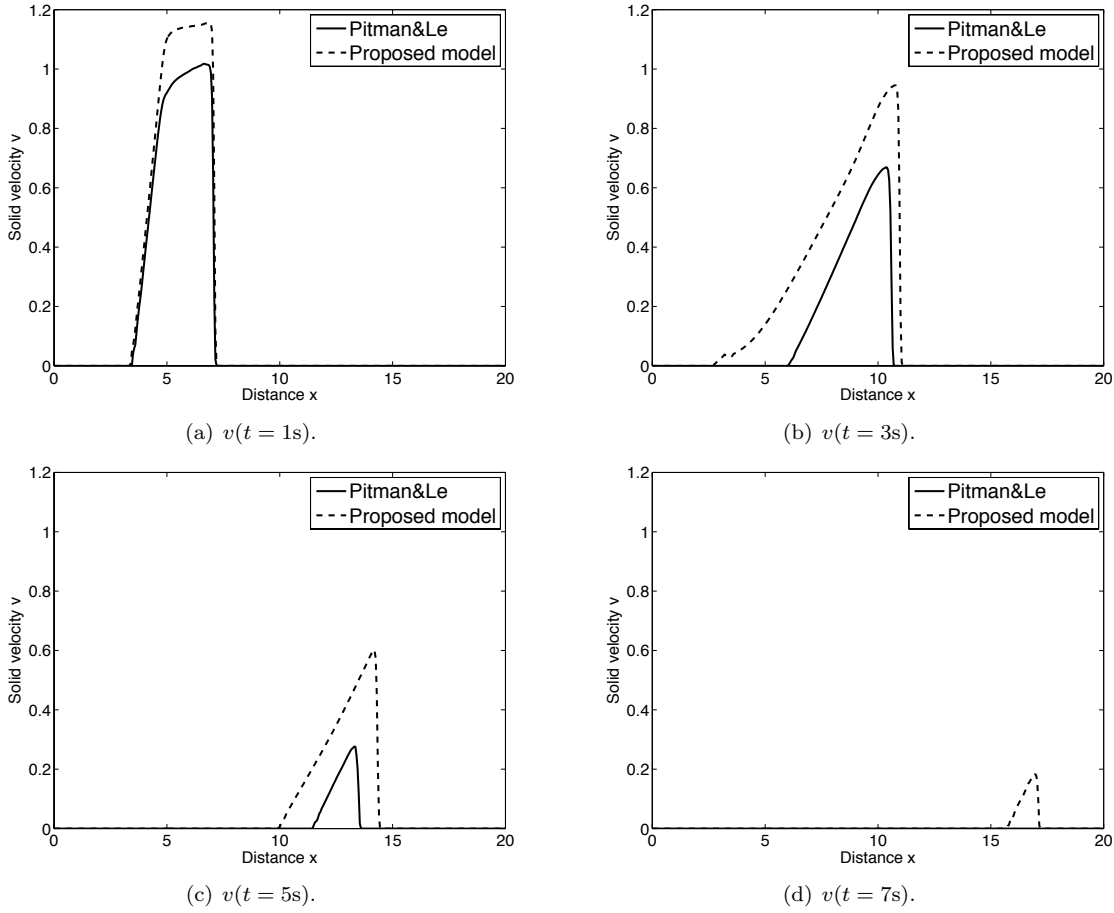 1.2
1
0.8
0.6
0.4
0.2
0
Solid velocity v
Pitman&Le
Proposed model
0 5 10 15 20
Distance x
(a) v(t = 1s).
1.2
1
0.8
0.6
0.4
0.2
0
Solid velocity v
Pitman&Le
Proposed model
0 5 10 15 20
Distance x
(b) v(t = 3s).
1.2
1
0.8
0.6
0.4
0.2
0
Solid velocity v
Pitman&Le
Proposed model
0 5 10 15 20
Distance x
(c) v(t = 5s).
1.2
1
0.8
0.6
0.4
0.2
0
Solid velocity v
Pitman&Le
Proposed model
0 5 10 15 20
Distance x
(d) v(t = 7s).